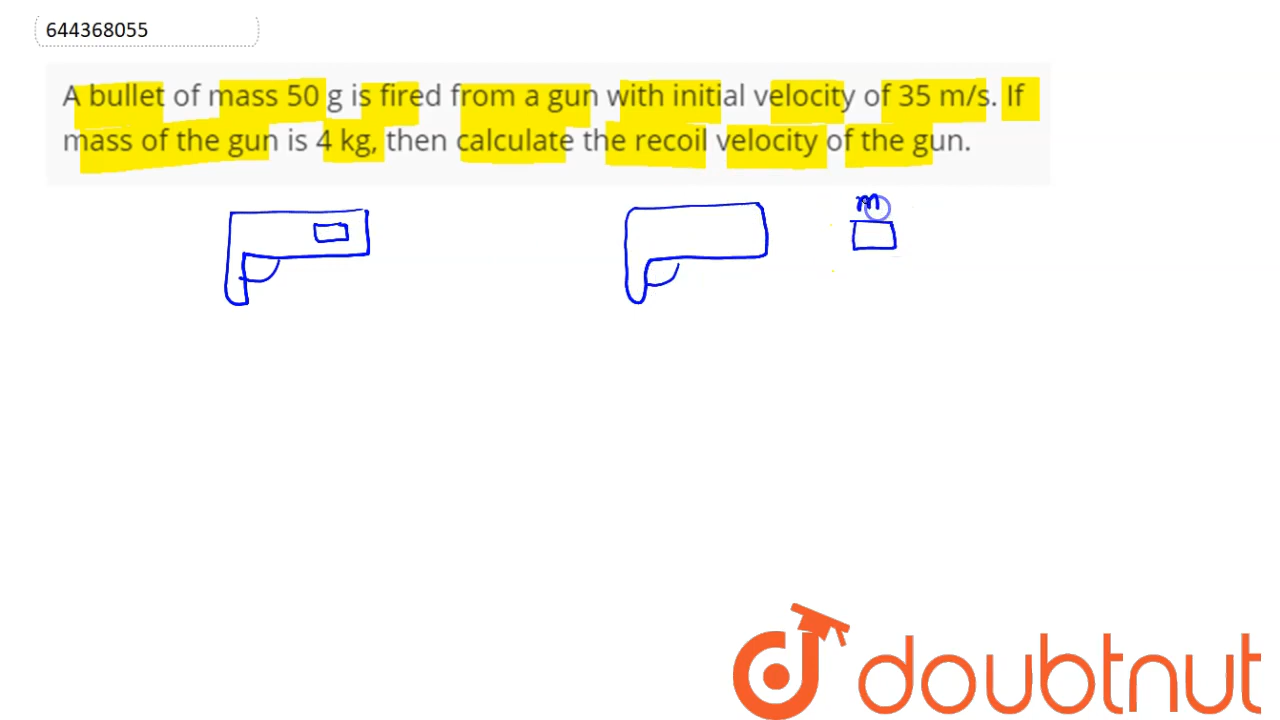 644368055
A bullet of mass 50 g is fired from a gun with initial velocity of 35 m/s. If
mass of the gun is 4 kg, then calculate the recoil velocity of the gun.
m
doubtnut